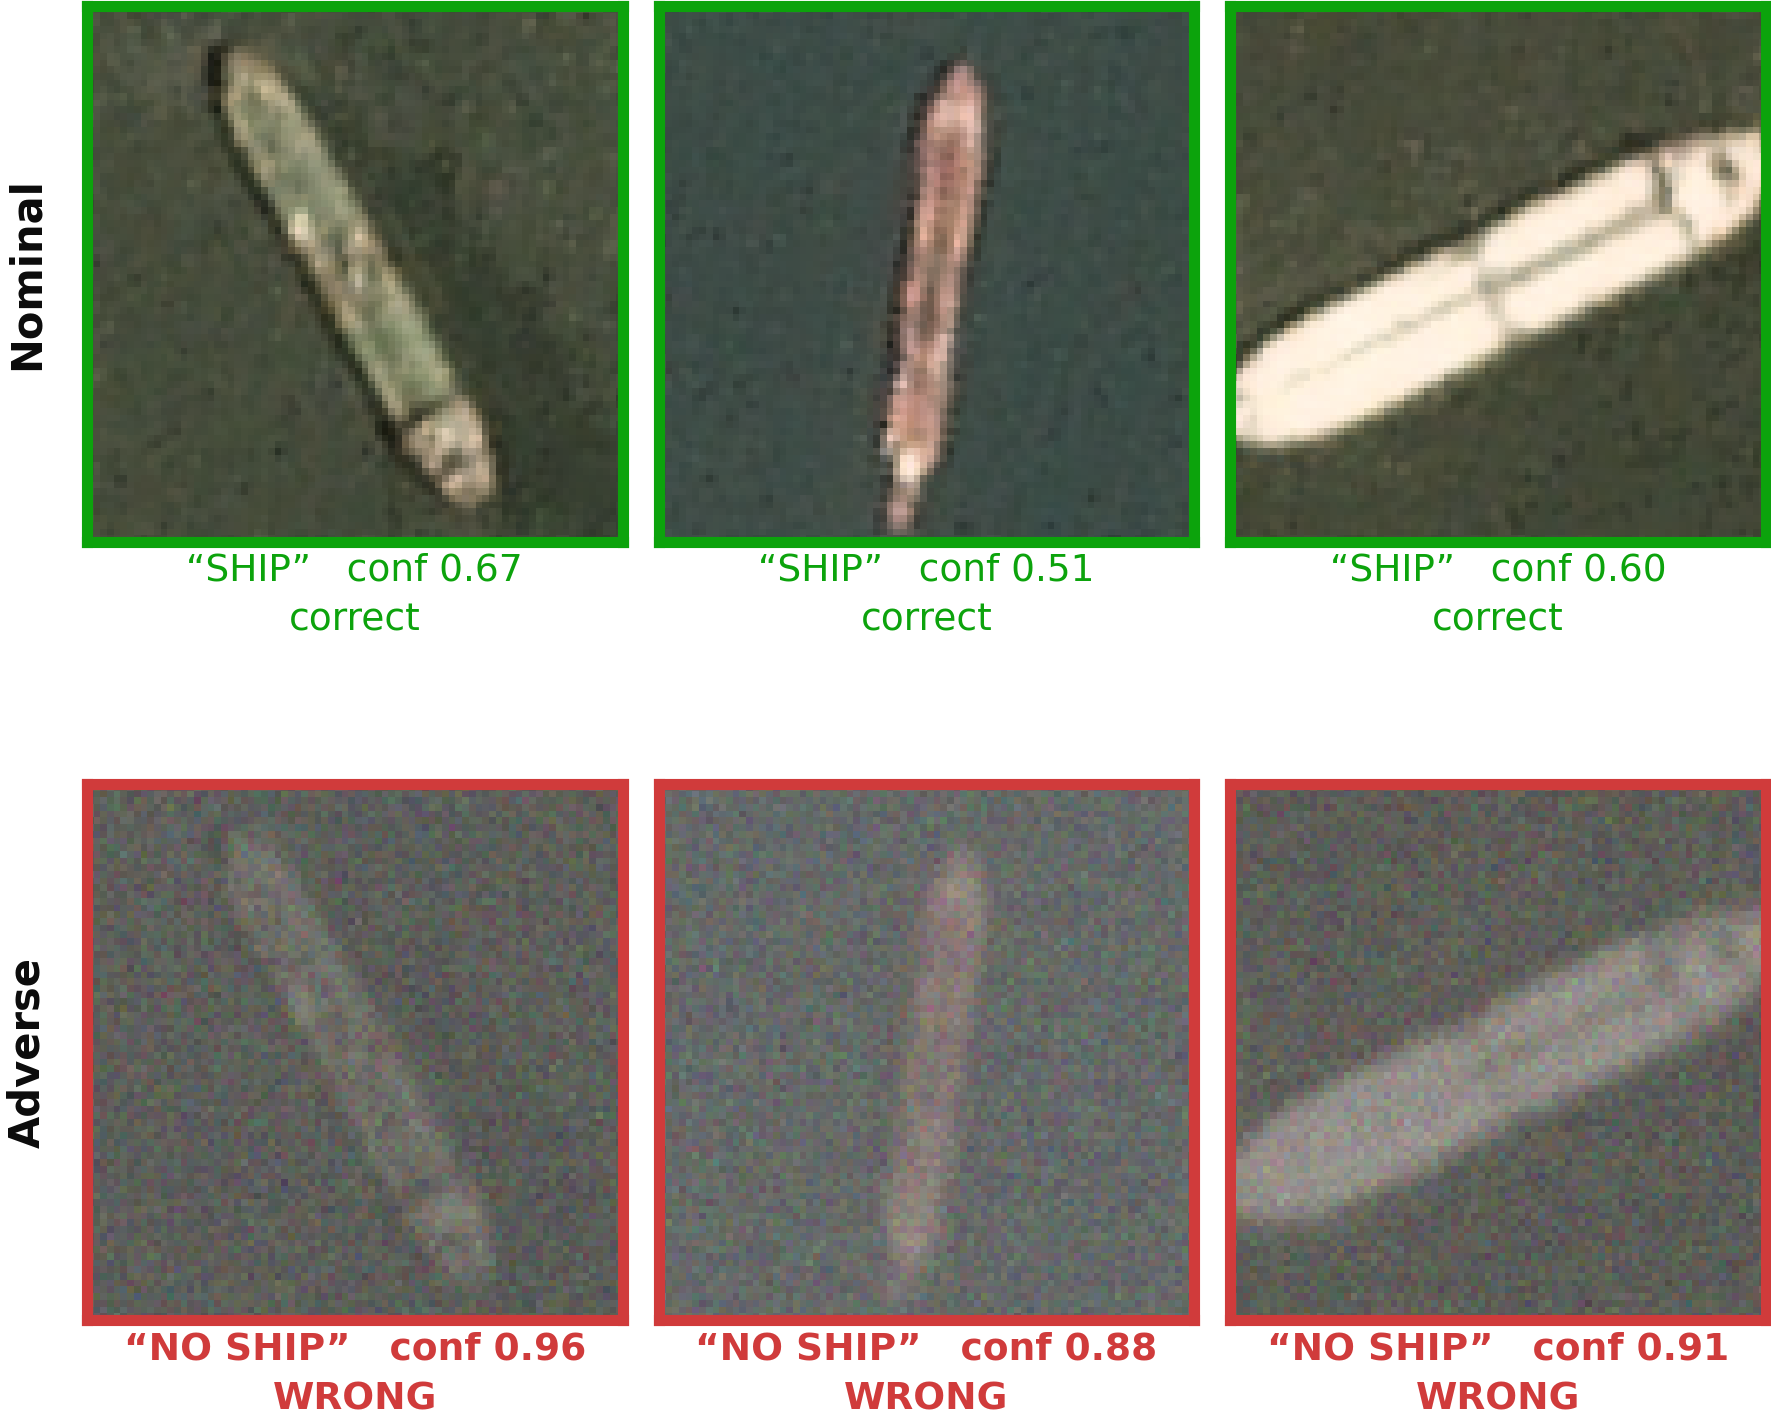 Nominal
“SHIP” conf 0.67
correct
“SHIP” conf 0.51
correct
“SHIP” conf 0.60
correct
Adverse
“NO SHIP” conf 0.96
WRONG
“NO SHIP” conf 0.88
WRONG
“NO SHIP” conf 0.91
WRONG